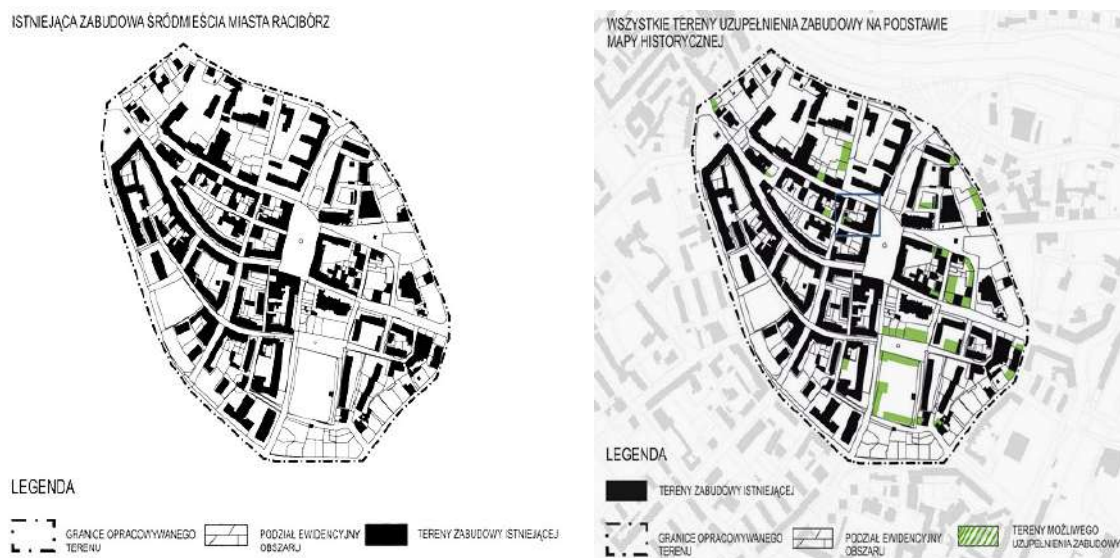 ISTNIEJĄCA ZABUDOWA ŚRÓDMIEŚCIA MIASTA RACIBÓRZ
LEGENDA
GRANICE OPRACOWYWANEGO
TERENU
PODZIAŁ EWIDENCYJNY
OBSZARU
TERENY ZABUDOWY ISTNIEJĄCEJ
WSZYSTKIE TERENY UZUPEŁNIENIA ZABUDOWY NA PODSTAWIE
MAPY HISTORYCZNEJ
LEGENDA
TERENY ZABUDOWY ISTNIEJĄCEJ
GRANICE OPRACOWYWANEGO
TERENU
PODZIAŁ EWIDENCYJNY
OBSZARU
TERENY MOŻLIWEGO
UZUPEŁNIENIA ZABUDOWY